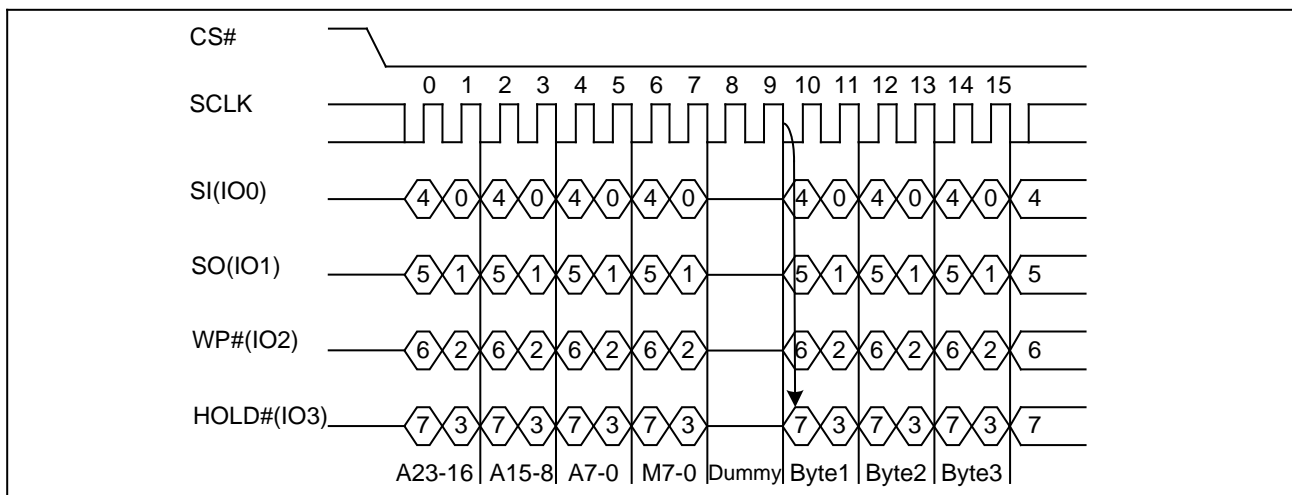 CS#
0 1 2 3 4 5 6 7 8 9 10 11 12 13 14 15
SCLK
SI(IO0) 4 0 4 0 4 0 4 0 4 0 4 0 4 0 4
SO(IO1) 5 1 5 1 5 1 5 1 5 1 5 1 5 1 5
WP#(IO2) 6 2 6 2 6 2 6 2 6 2 6 2 6 2 6
HOLD#(IO3) 7 3 7 3 7 3 7 3 7 3 7 3 7 3 7
A23-16 A15-8 A7-0 M7-0 Dummy Byte1 Byte2 Byte3